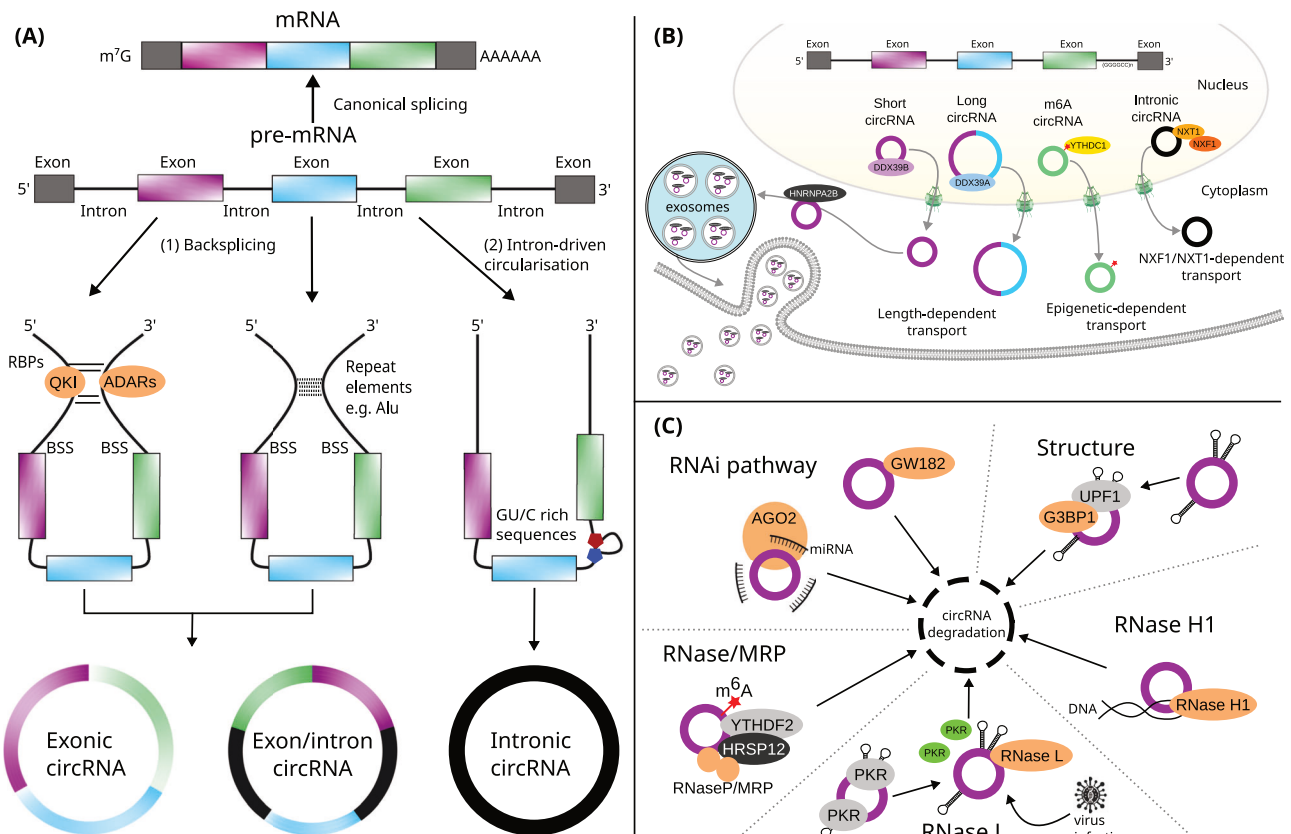 (A)
mRNA
m⁷G
AAAAAA
Canonical splicing
pre-mRNA
Exon
Exon
Exon
Exon
Exon
5'
3'
Intron
Intron
Intron
Intron
(1) Backsplicing
(2) Intron-driven
circularisation
5'
3'
5'
3'
5'
3'
RBPs
QKI
ADARs
Repeat
elements
e.g. Alu
BSS
BSS
BSS
BSS
GU/C rich
sequences
Exonic
circRNA
Exon/intron
circRNA
Intronic
circRNA
(B)
Exon
Exon
Exon
Exon
Exon
5'
(GGGGCC)n
3'
Nucleus
Short
circRNA
Long
circRNA
m6A
circRNA
Intronic
circRNA
DDX39B
DDX39A
YTHDC1
NXT1
NXF1
Cytoplasm
HNRNPA2B
exosomes
NXF1/NXT1-dependent
transport
Length-dependent
transport
Epigenetic-dependent
transport
(C)
RNAi pathway
GW182
AGO2
miRNA
Structure
UPF1
G3BP1
circRNA
degradation
RNase H1
DNA
RNase H1
RNase/MRP
m⁶A
YTHDF2
HRSP12
RNaseP/MRP
PKR
PKR
PKR
PKR
RNase L
virus
RNase L